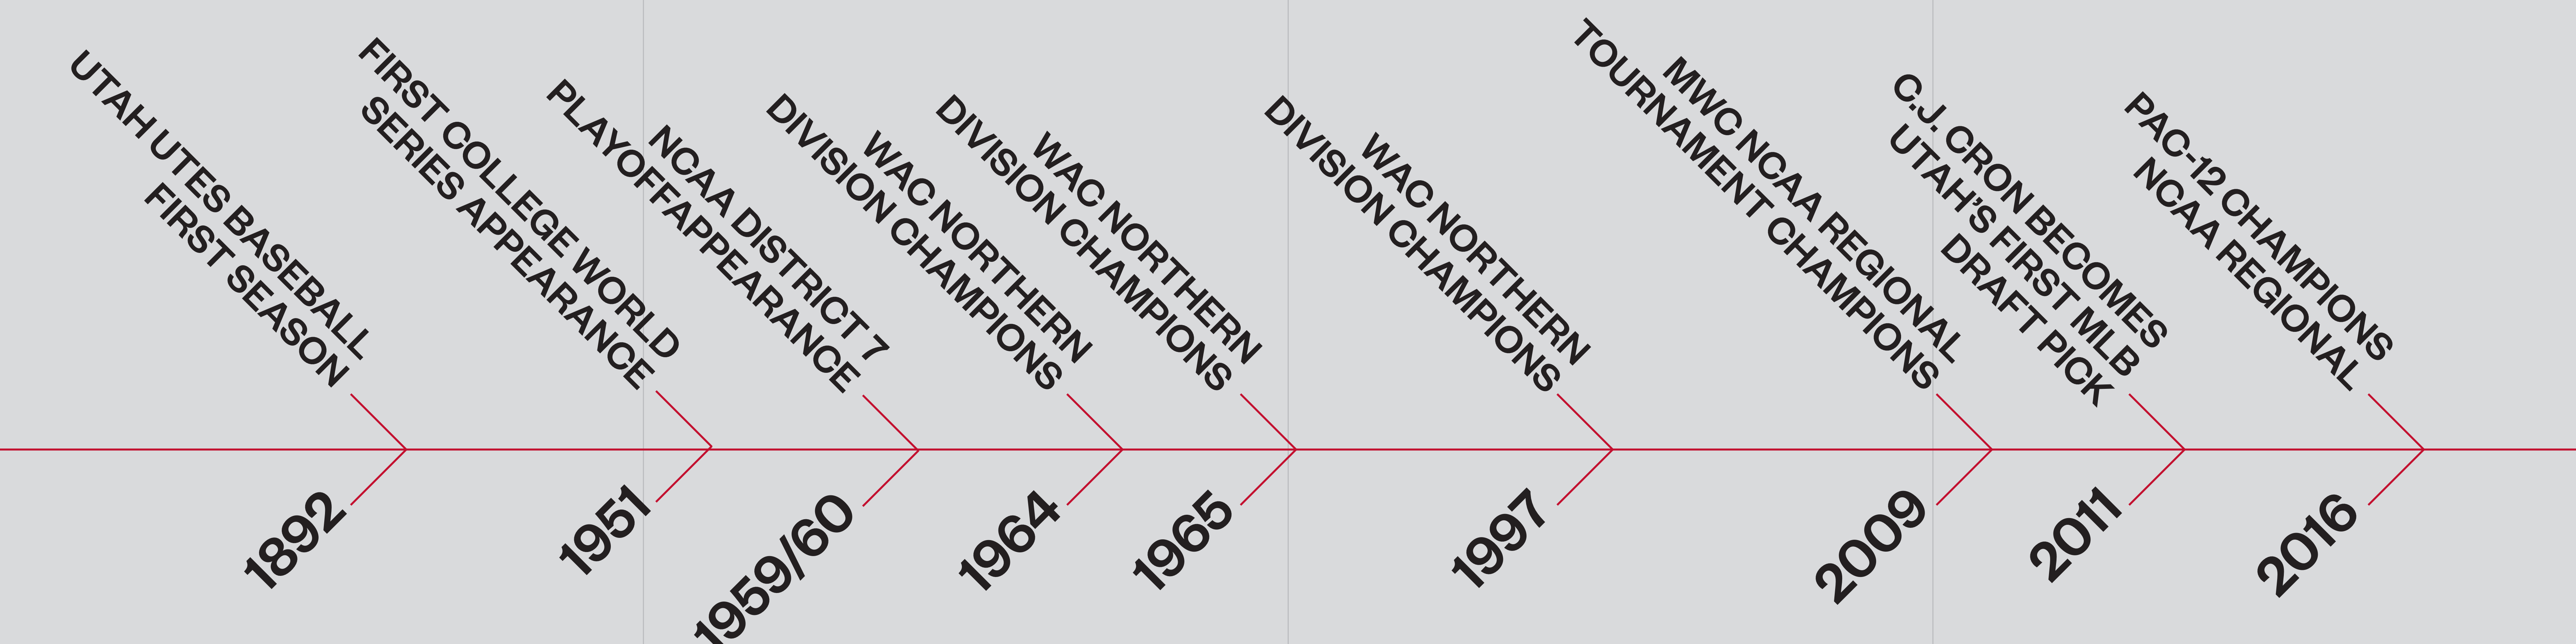 UTAH UTES BASEBALL
FIRST SEASON
1892
FIRST COLLEGE WORLD
SERIES APPEARANCE
1951
NCAA DISTRICT 7
PLAYOFFAPPEARANCE
1959/60
WAC NORTHERN
DIVISION CHAMPIONS
1964
WAC NORTHERN
DIVISION CHAMPIONS
1965
WAC NORTHERN
DIVISION CHAMPIONS
1997
MWC NCAA REGIONAL
TOURNAMENT CHAMPIONS
2009
C.J. CRON BECOMES
UTAH'S FIRST MLB
DRAFT PICK
2011
PAC-12 CHAMPIONS
NCAA REGIONAL
2016